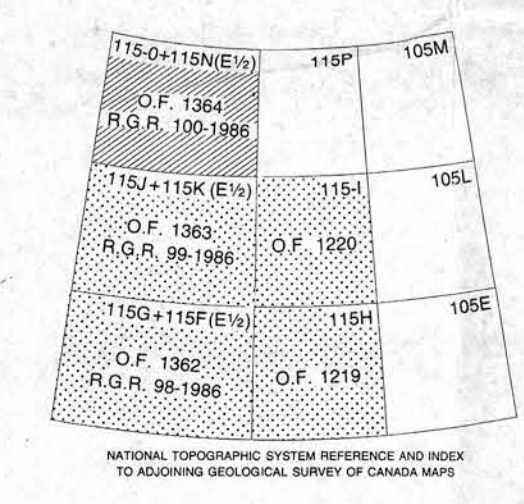 115-0+115N(E½)
O.F. 1364
R.G.R. 100-1986
115P
105M
115J+115K (E½)
O.F. 1363
R.G.R. 99-1986
115-I
O.F. 1220
105L
115G+115F(E½)
O.F. 1362
R.G.R. 98-1986
115H
O.F. 1219
105E
NATIONAL TOPOGRAPHIC SYSTEM REFERENCE AND INDEX
TO ADJOINING GEOLOGICAL SURVEY OF CANADA MAPS